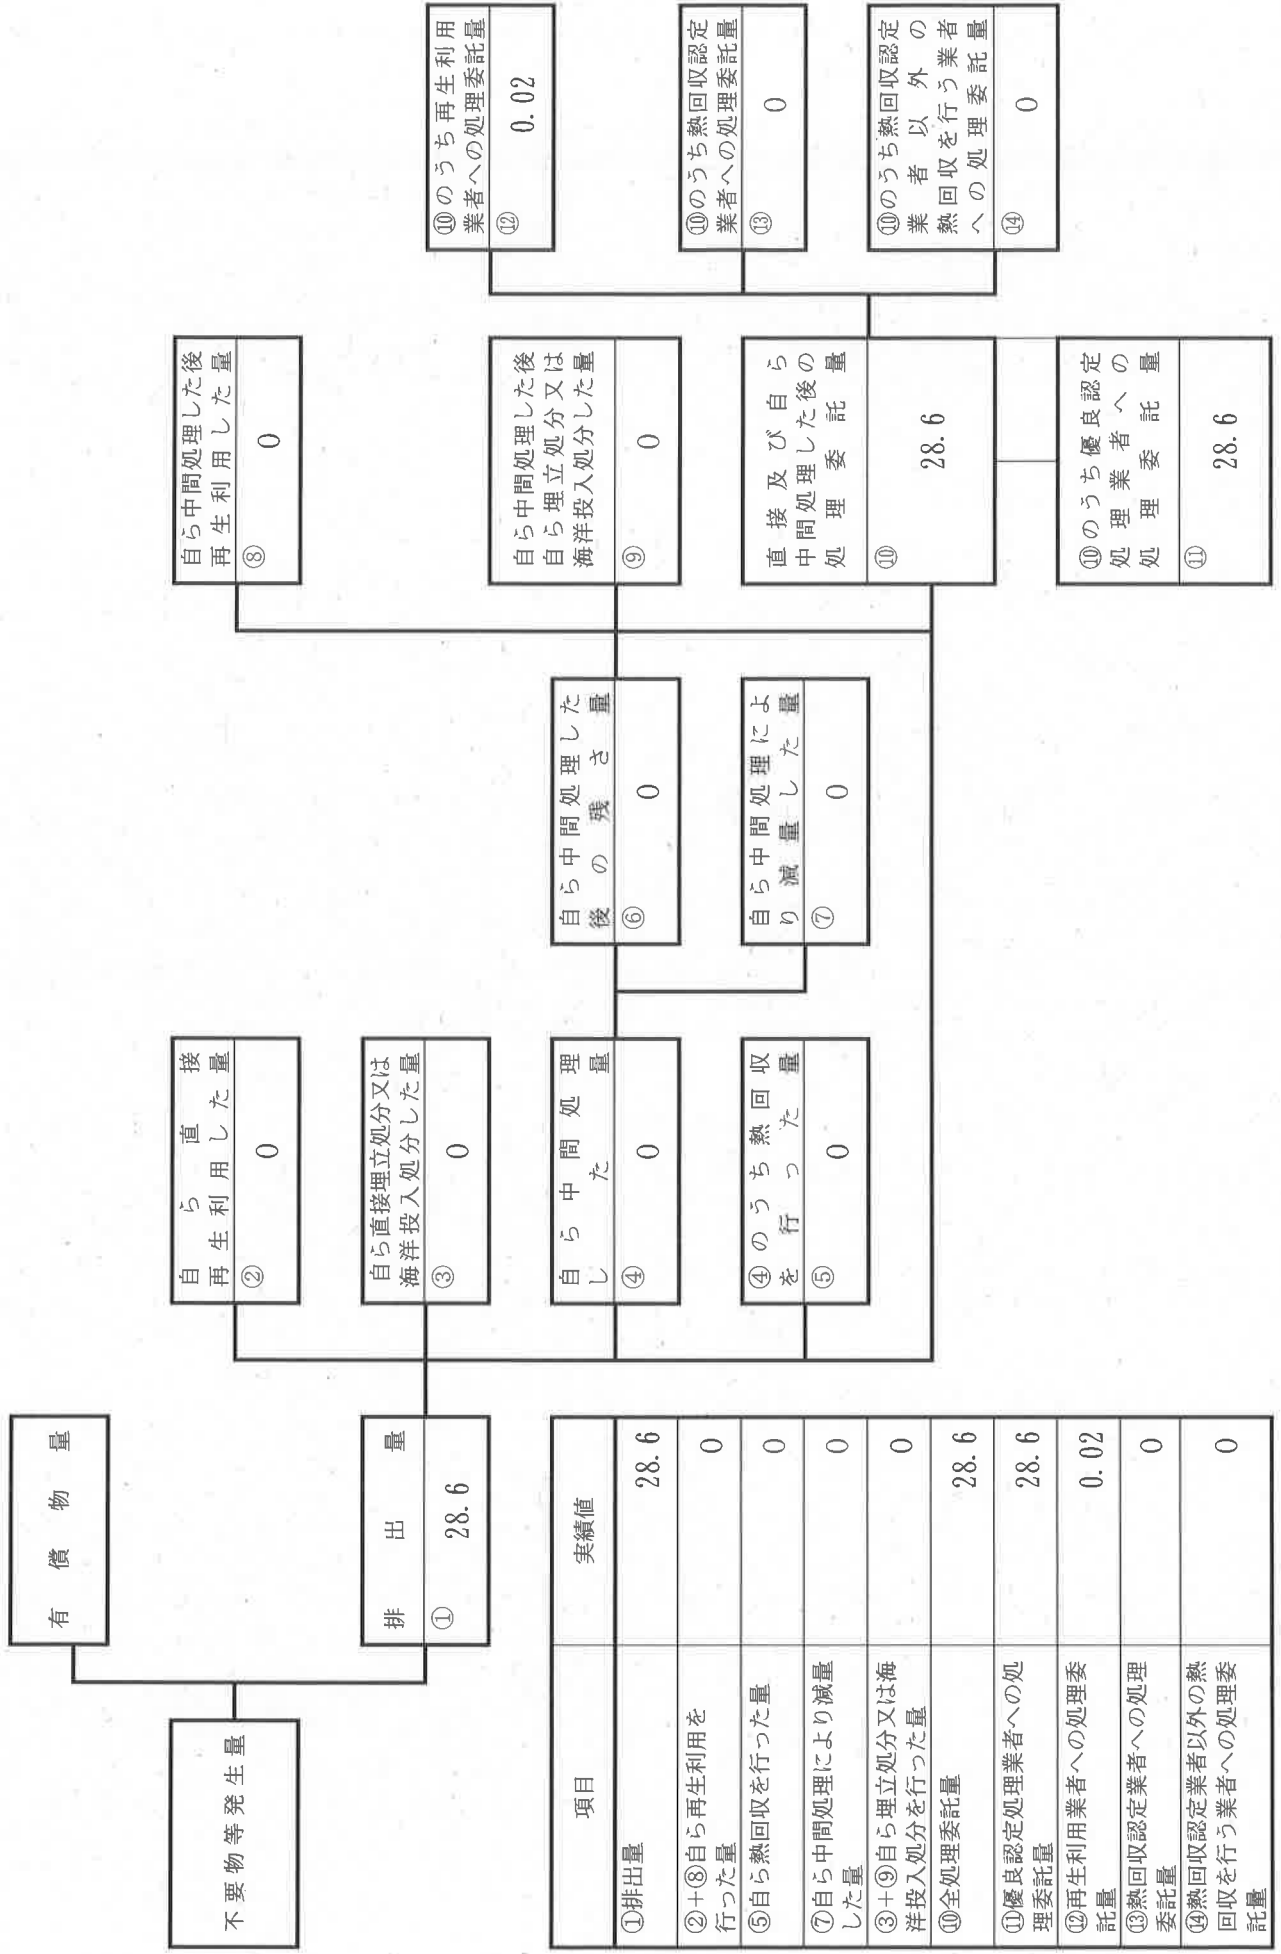 不要物等発生量
有償物量
排出量
①
28.6
自ら直接
再生利用した量
②
0
自ら直接埋立処分又は
海洋投入処分した量
③
0
自ら中間処理
した量
④
0
④のうち熱回収
を行った量
⑤
0
自ら中間処理した
後の残さ量
⑥
0
自ら中間処理によ
り減量した量
⑦
0
自ら中間処理した後
再生利用した量
⑧
0
自ら中間処理した後
自ら埋立処分又は
海洋投入処分した量
⑨
0
直接及び自ら
中間処理した後の
処理委託量
⑩
28.6
⑩のうち優良認定
処理業者への
処理委託量
⑪
28.6
⑩のうち再生利用
業者への処理委託量
⑫
0.02
⑩のうち熱回収認定
業者への処理委託量
⑬
0
⑩のうち熱回収認定
業者以外の
熱回収を行う業者
への処理委託量
⑭
0
項目 実績値
①排出量 28.6
②+⑧自ら再生利用を
行った量 0
⑤自ら熱回収を行った量 0
⑦自ら中間処理により減量
した量 0
③+⑨自ら埋立処分又は海
洋投入処分を行った量 0
⑩全処理委託量 28.6
⑪優良認定処理業者への処
理委託量 28.6
⑫再生利用業者への処理委
託量 0.02
⑬熱回収認定業者への処理
委託量 0
⑭熱回収認定業者以外の熱
回収を行う業者への処理委
託量 0